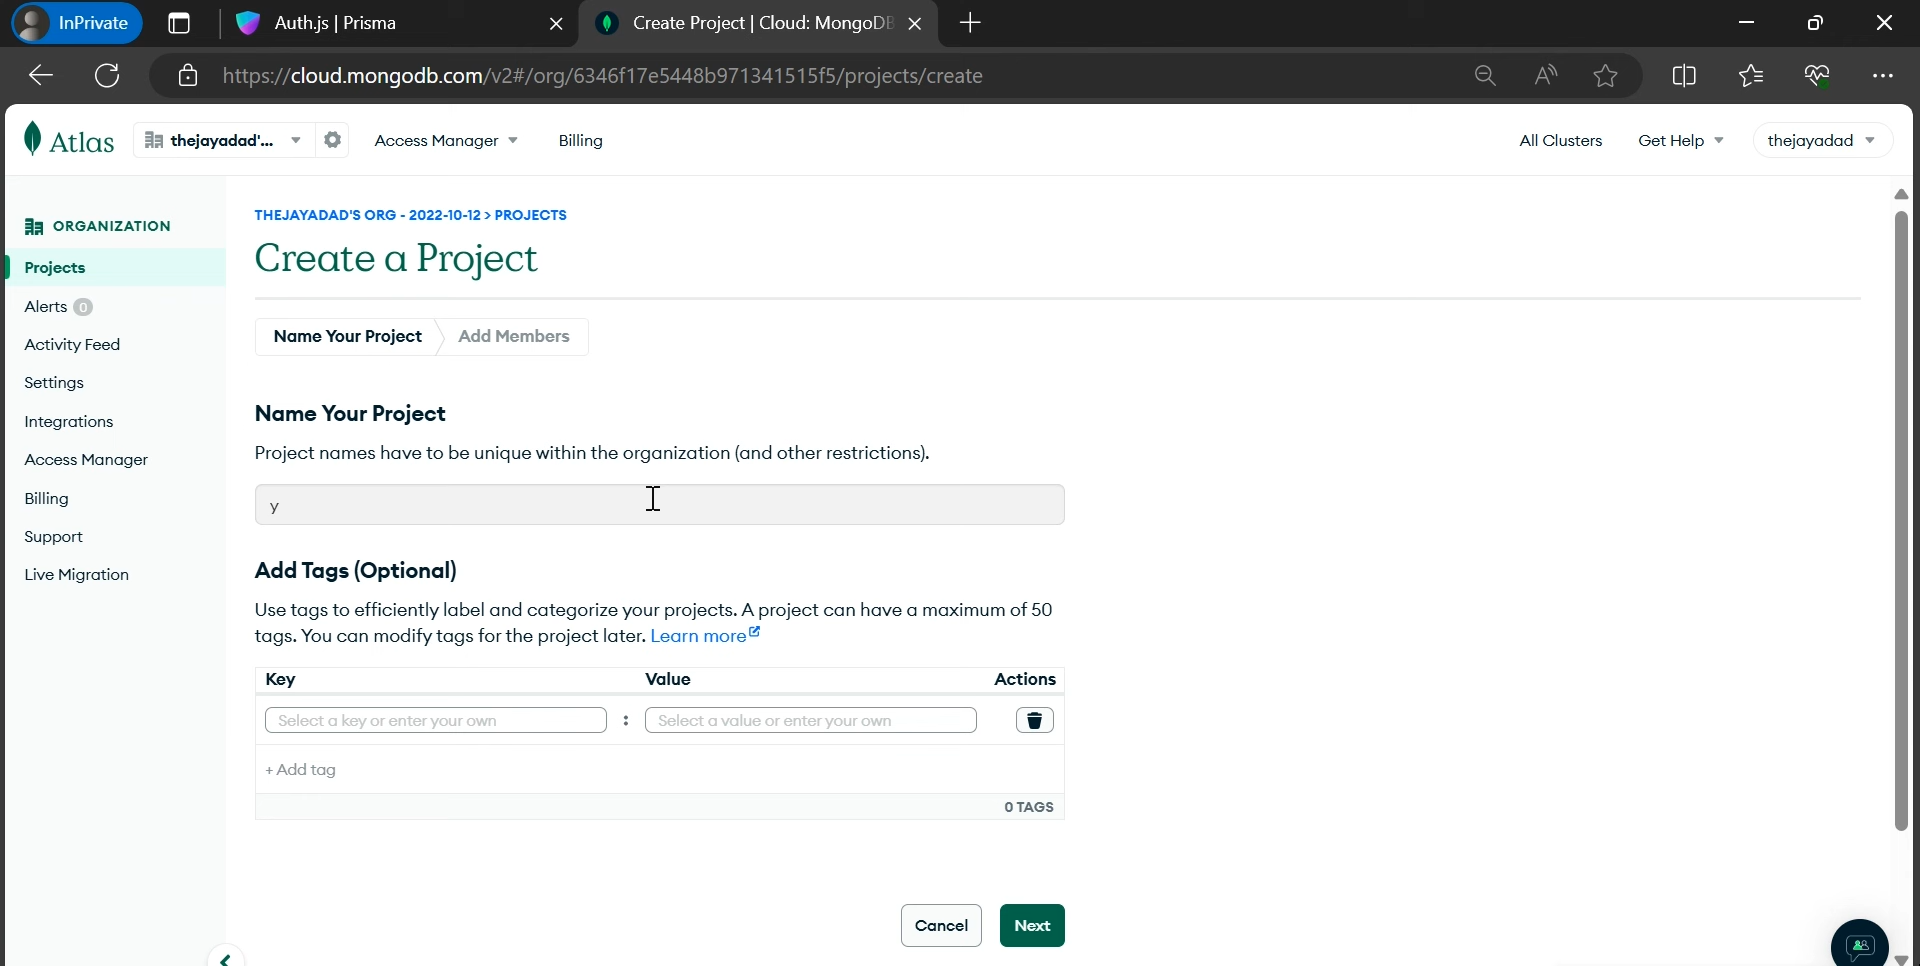 InPrivate
Auth.js | Prisma
Create Project | Cloud: MongoDB
https://cloud.mongodb.com/v2#/org/6346f17e5448b971341515f5/projects/create
Atlas
thejayadad'...
Access Manager
Billing
All Clusters
Get Help
thejayadad
ORGANIZATION
Projects
Alerts 0
Activity Feed
Settings
Integrations
Access Manager
Billing
Support
Live Migration
THEJAYADAD'S ORG - 2022-10-12 > PROJECTS
Create a Project
Name Your Project
Add Members
Name Your Project
Project names have to be unique within the organization (and other restrictions).
y
Add Tags (Optional)
Use tags to efficiently label and categorize your projects. A project can have a maximum of 50
tags. You can modify tags for the project later. Learn more
Key Value Actions
Select a key or enter your own : Select a value or enter your own
+ Add tag
0 TAGS
Cancel
Next